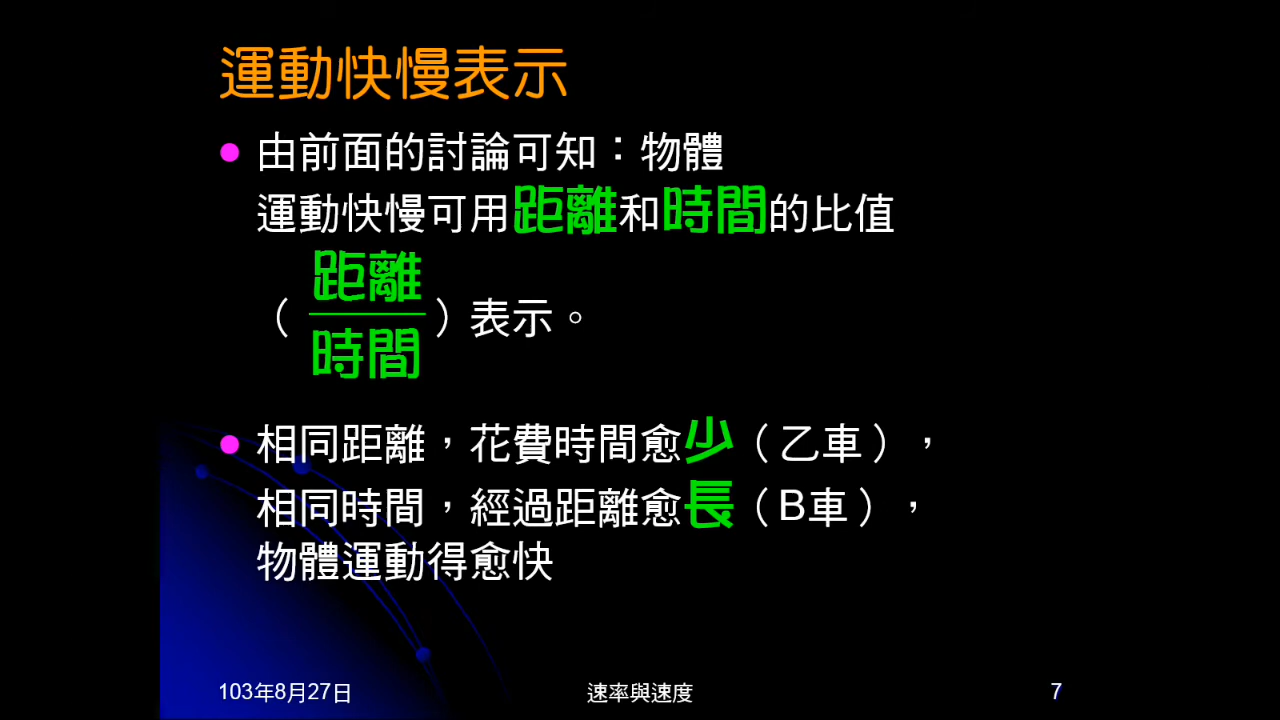 運動快慢表示
由前面的討論可知：物體
運動快慢可用距離和時間的比值
（距離
時間）表示。
相同距離，花費時間愈少（乙車），
相同時間，經過距離愈長（B車），
物體運動得愈快
103年8月27日
速率與速度
7